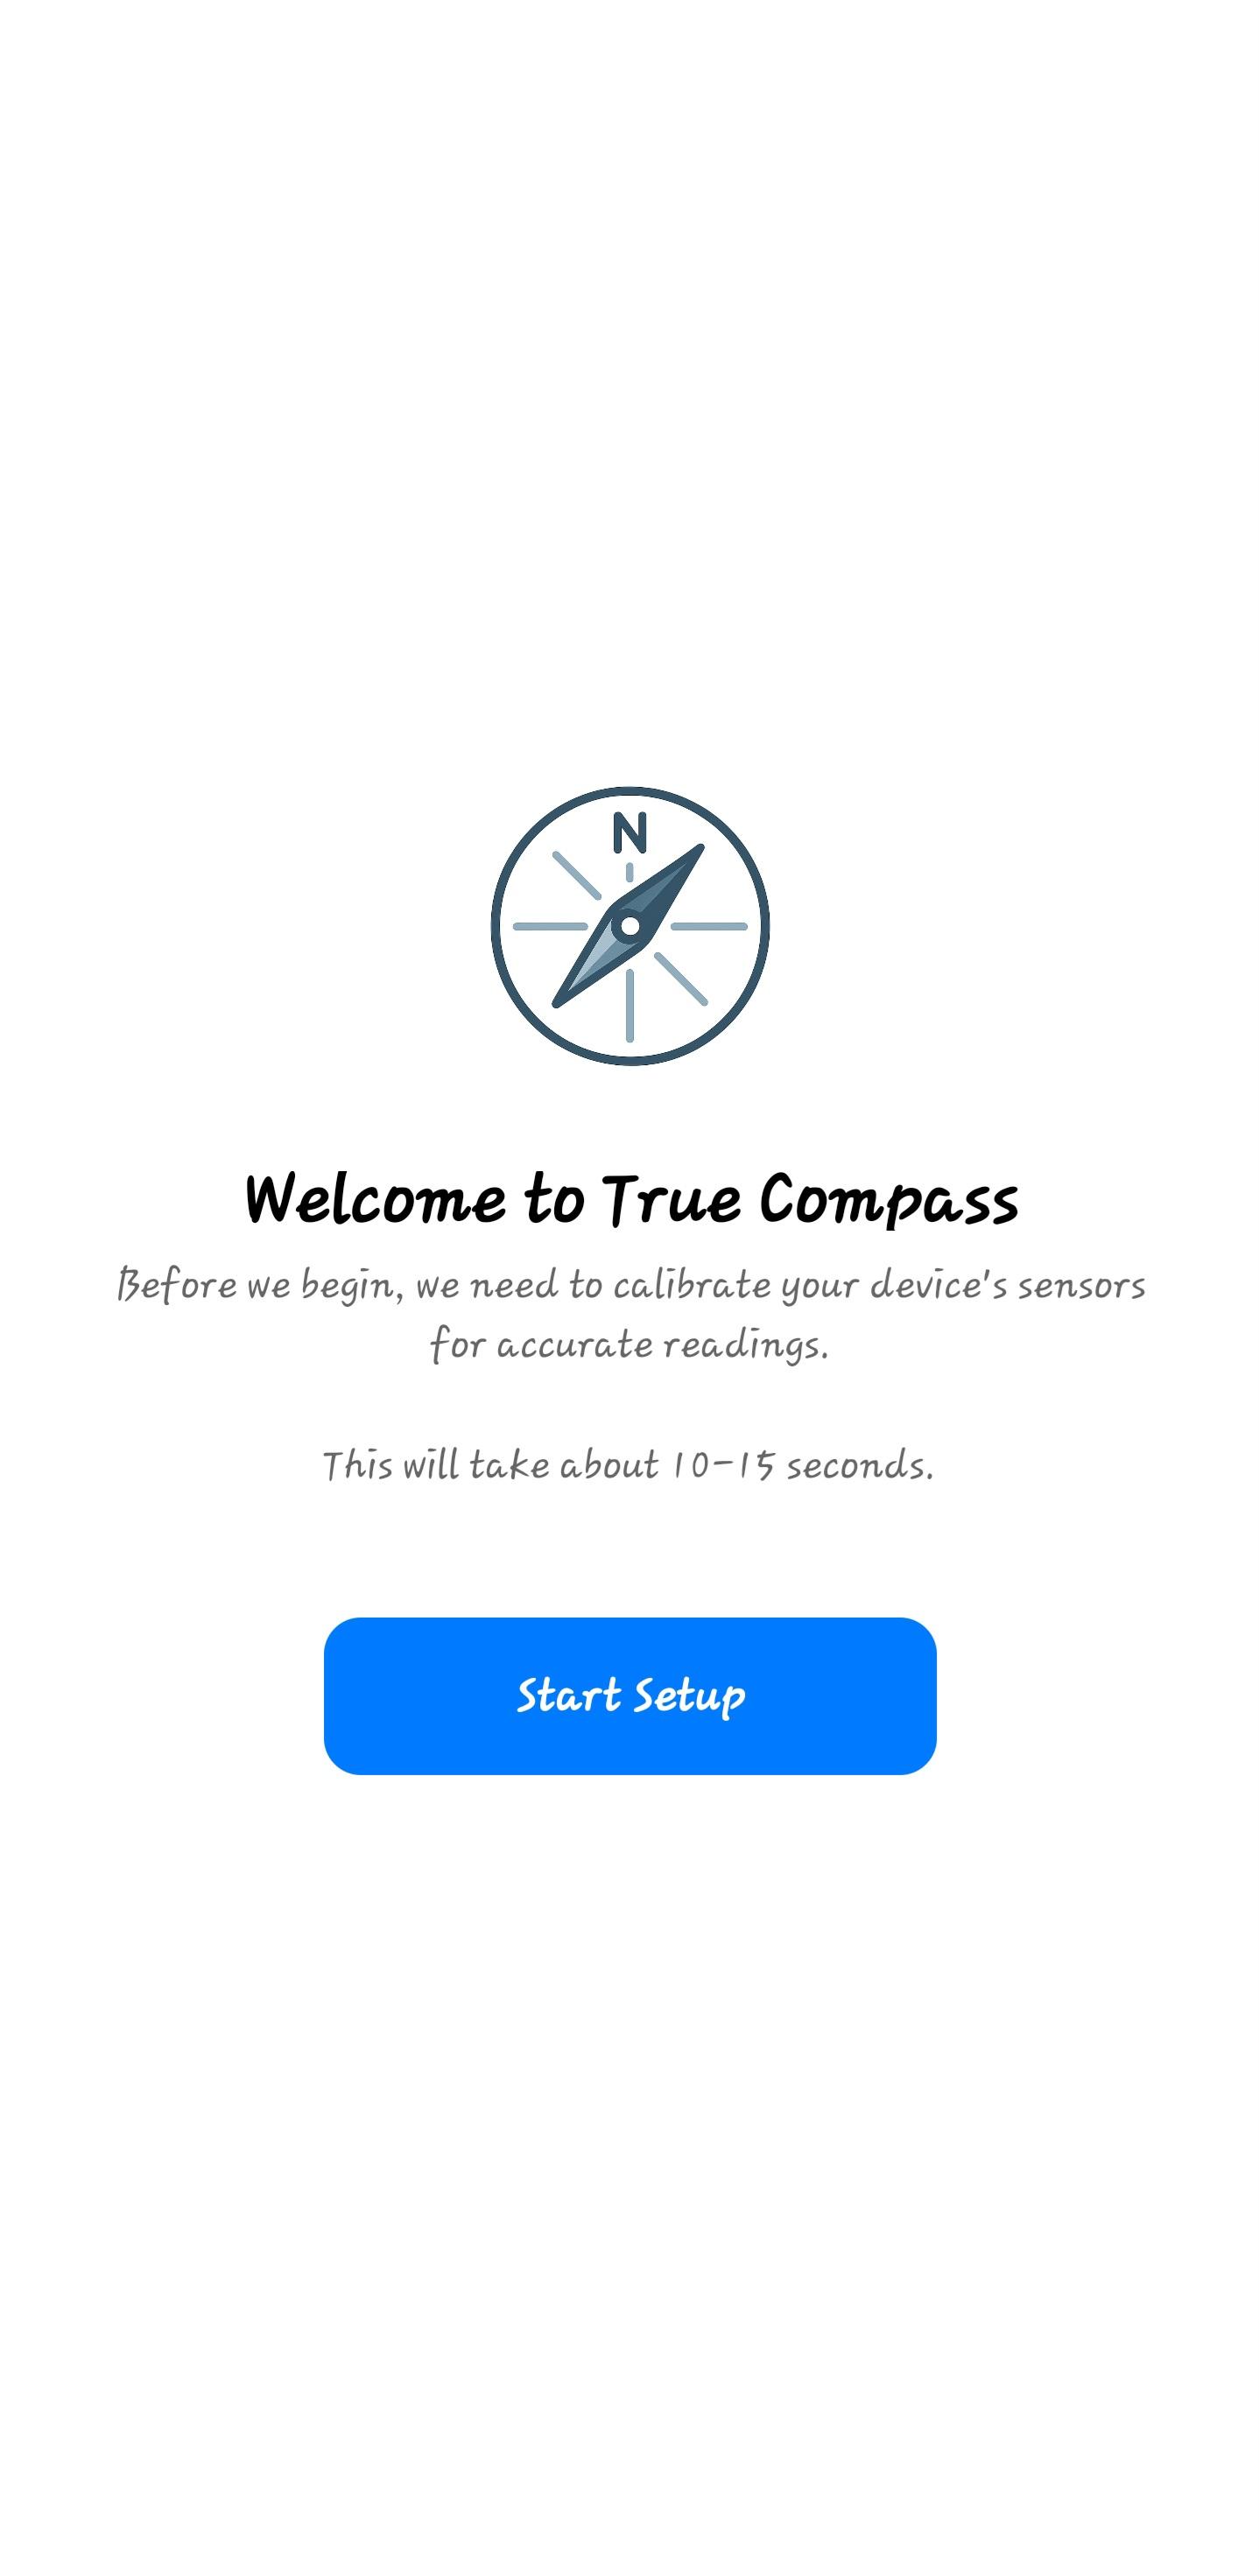 N
Welcome to True Compass
Before we begin, we need to calibrate your device's sensors
for accurate readings.
This will take about 10-15 seconds.
Start Setup